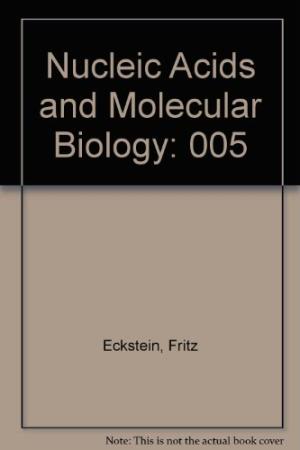 Nucleic Acids
and Molecular
Biology: 005
Eckstein, Fritz
Note: This is not the actual book cover